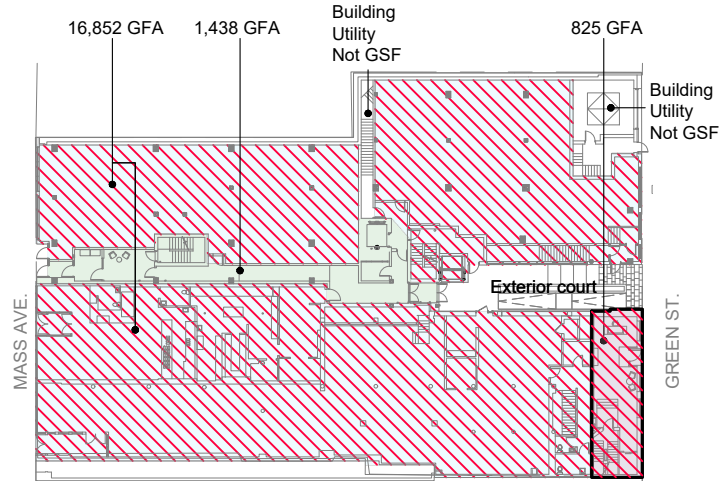 16,852 GFA
1,438 GFA
Building
Utility
Not GSF
825 GFA
Building
Utility
Not GSF
Exterior court
MASS AVE.
GREEN ST.